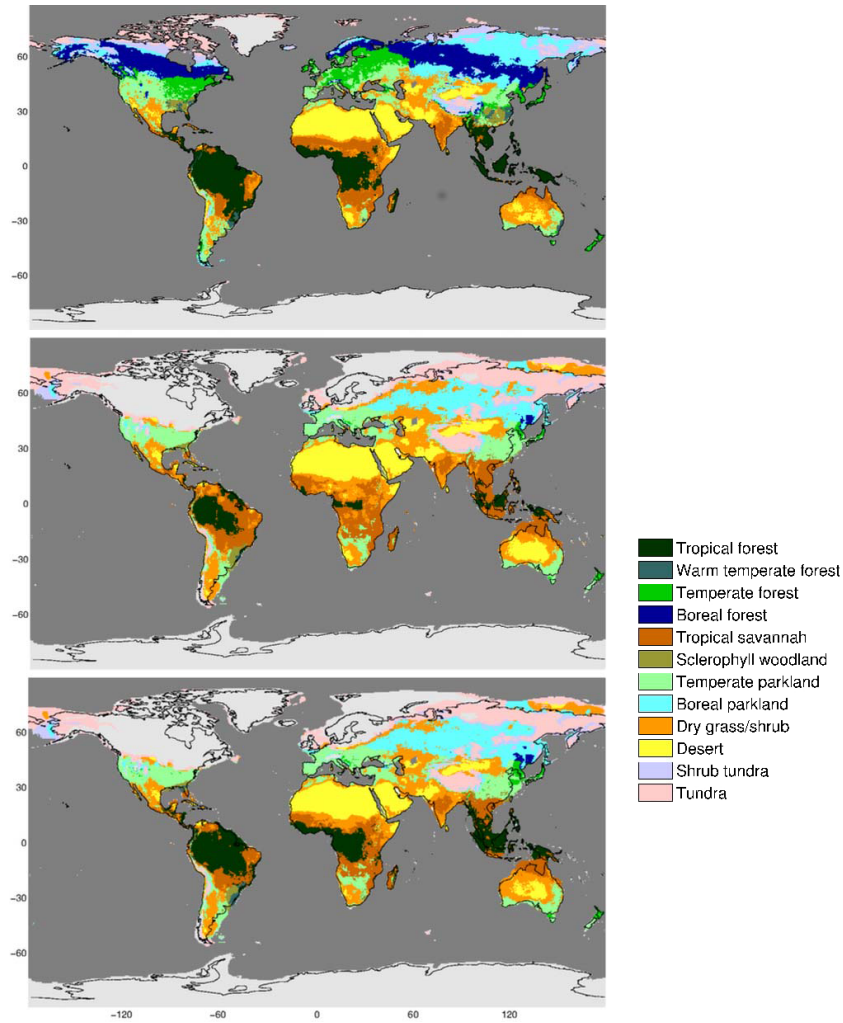 60
30
0
−30
−60
60
30
0
−30
−60
60
30
0
−30
−60
−120
−60
0
60
120
Tropical forest
Warm temperate forest
Temperate forest
Boreal forest
Tropical savannah
Sclerophyll woodland
Temperate parkland
Boreal parkland
Dry grass/shrub
Desert
Shrub tundra
Tundra